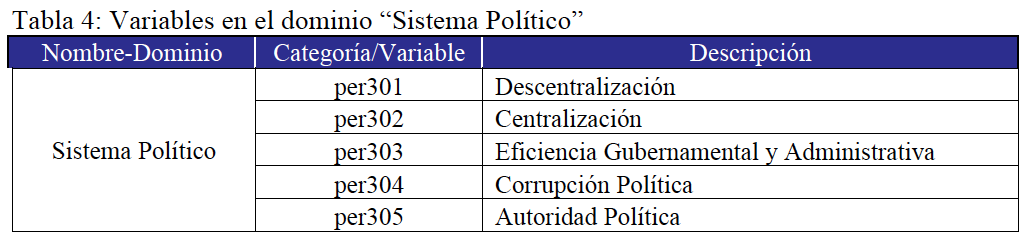 Tabla 4: Variables en el dominio “Sistema Político”
Nombre-Dominio Categoría/Variable Descripción
per301 Descentralización
per302 Centralización
Sistema Político per303 Eficiencia Gubernamental y Administrativa
per304 Corrupción Política
per305 Autoridad Política